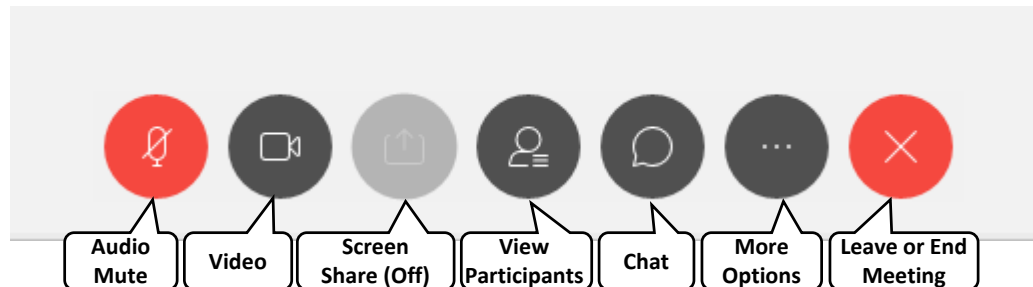 Audio
Mute
Video
Screen
Share (Off)
View
Participants
Chat
More
Options
Leave or End
Meeting